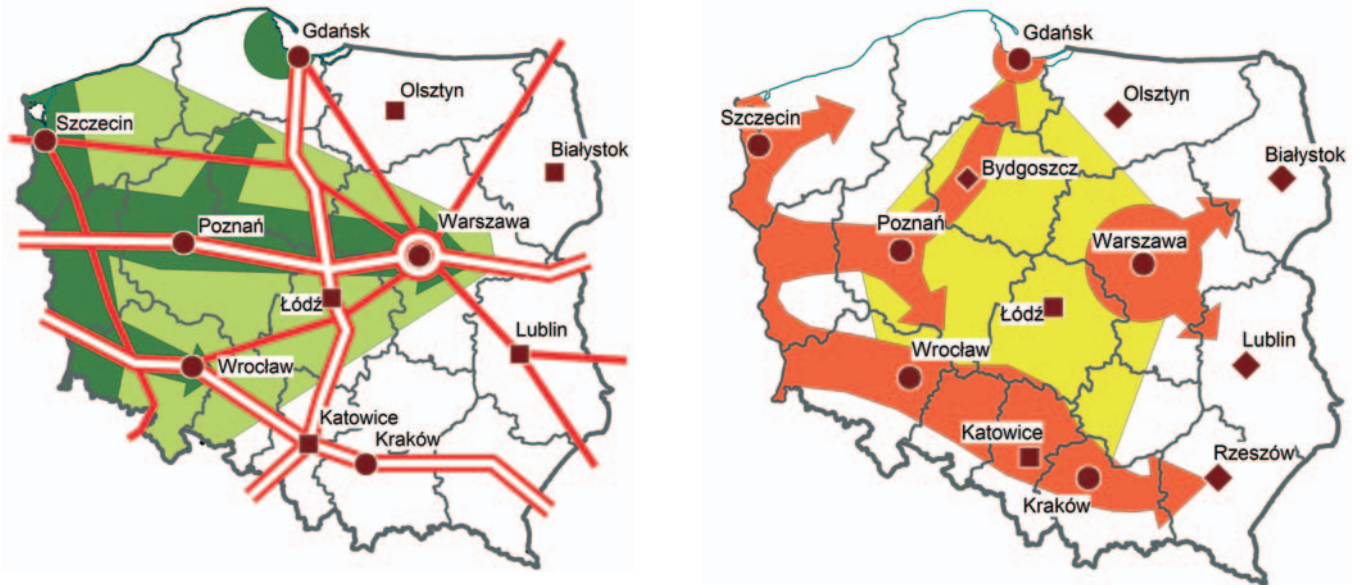 Gdańsk
Olsztyn
Szczecin
Białystok
Poznań
Warszawa
Łódź
Lublin
Wrocław
Katowice
Kraków
Gdańsk
Olsztyn
Szczecin
Białystok
Bydgoszcz
Poznań
Warszawa
Łódź
Wrocław
Lublin
Katowice
Rzeszów
Kraków